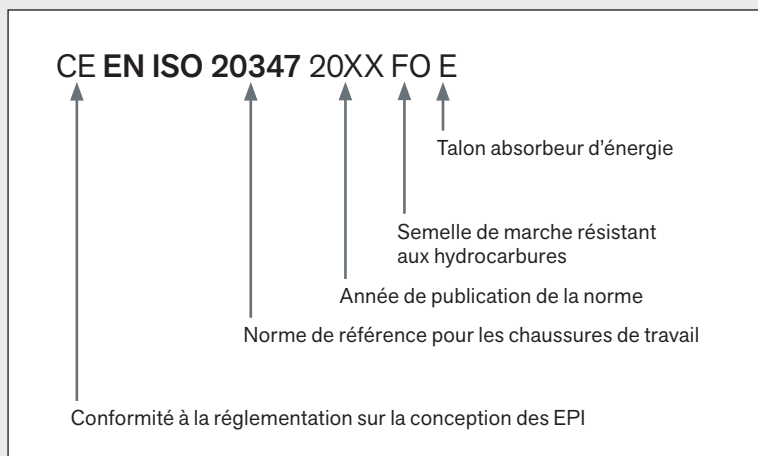 CE EN ISO 20347 20XX FO E
Talon absorbeur d'énergie
Semelle de marche résistant
aux hydrocarbures
Année de publication de la norme
Norme de référence pour les chaussures de travail
Conformité à la réglementation sur la conception des EPI